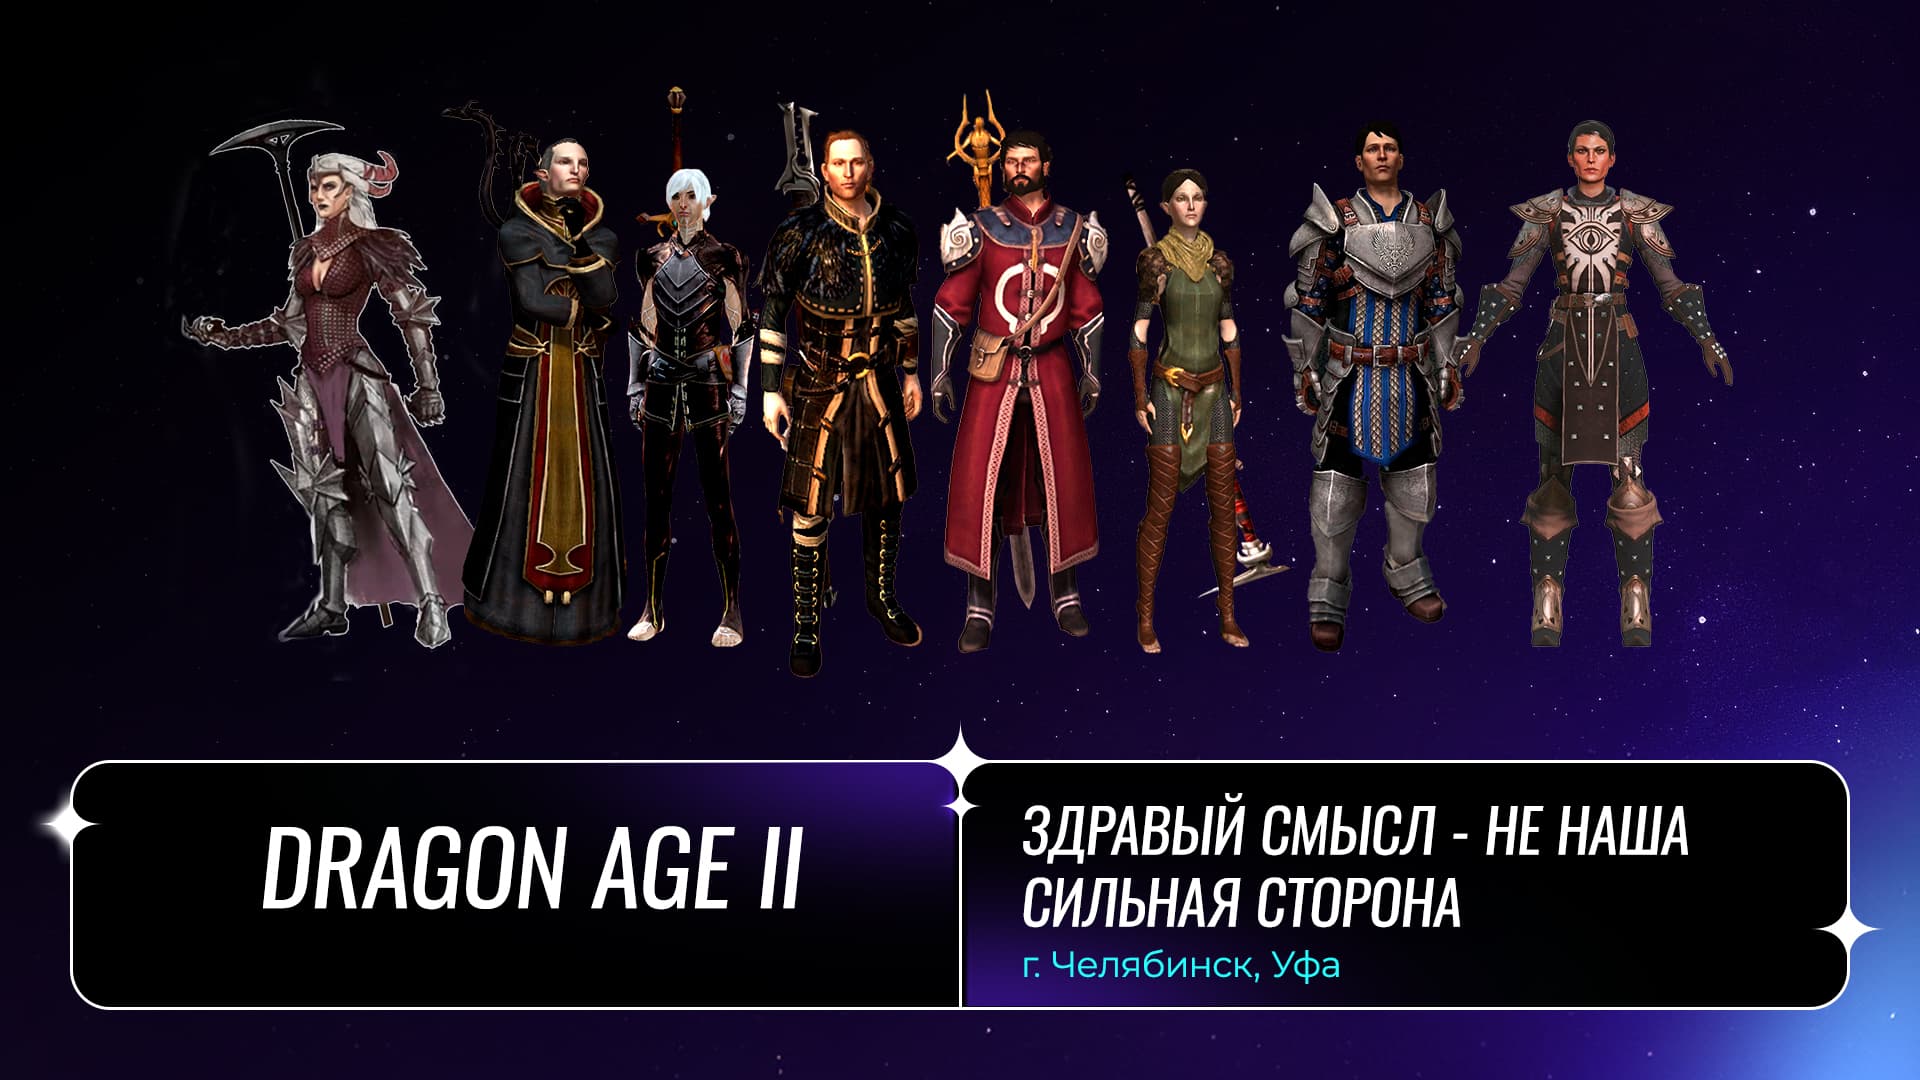 DRAGON AGE II
ЗДРАВЫЙ СМЫСЛ - НЕ НАША
СИЛЬНАЯ СТОРОНА
г. Челябинск, Уфа